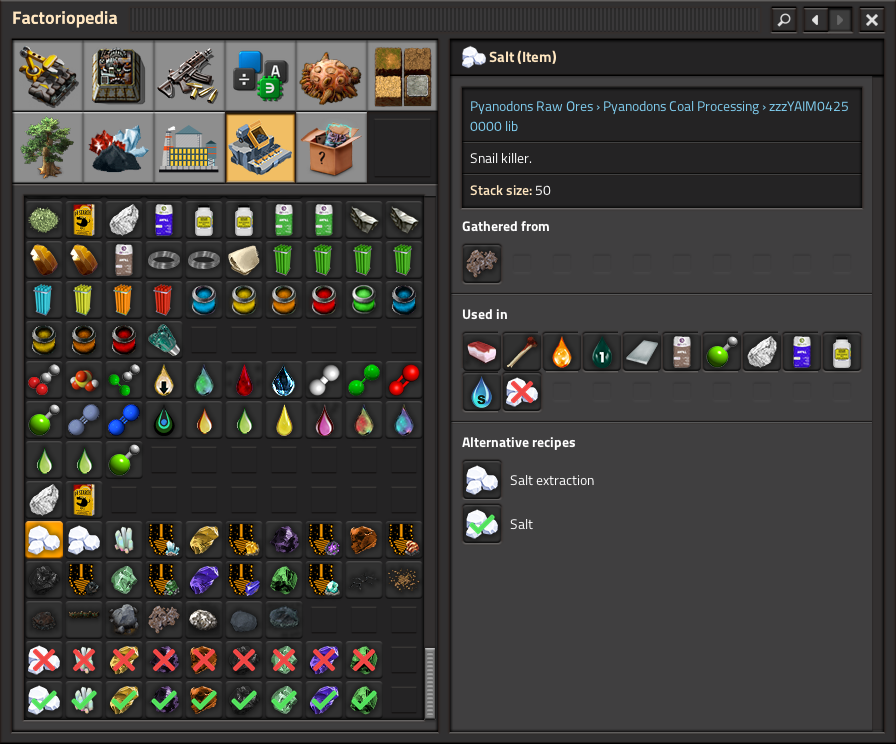 Factoriopedia
Salt (Item)
Pyanodons Raw Ores › Pyanodons Coal Processing › zzzYAIM0425
0000 lib
Snail killer.
Stack size: 50
Gathered from
Used in
1
S
Alternative recipes
Salt extraction
Salt